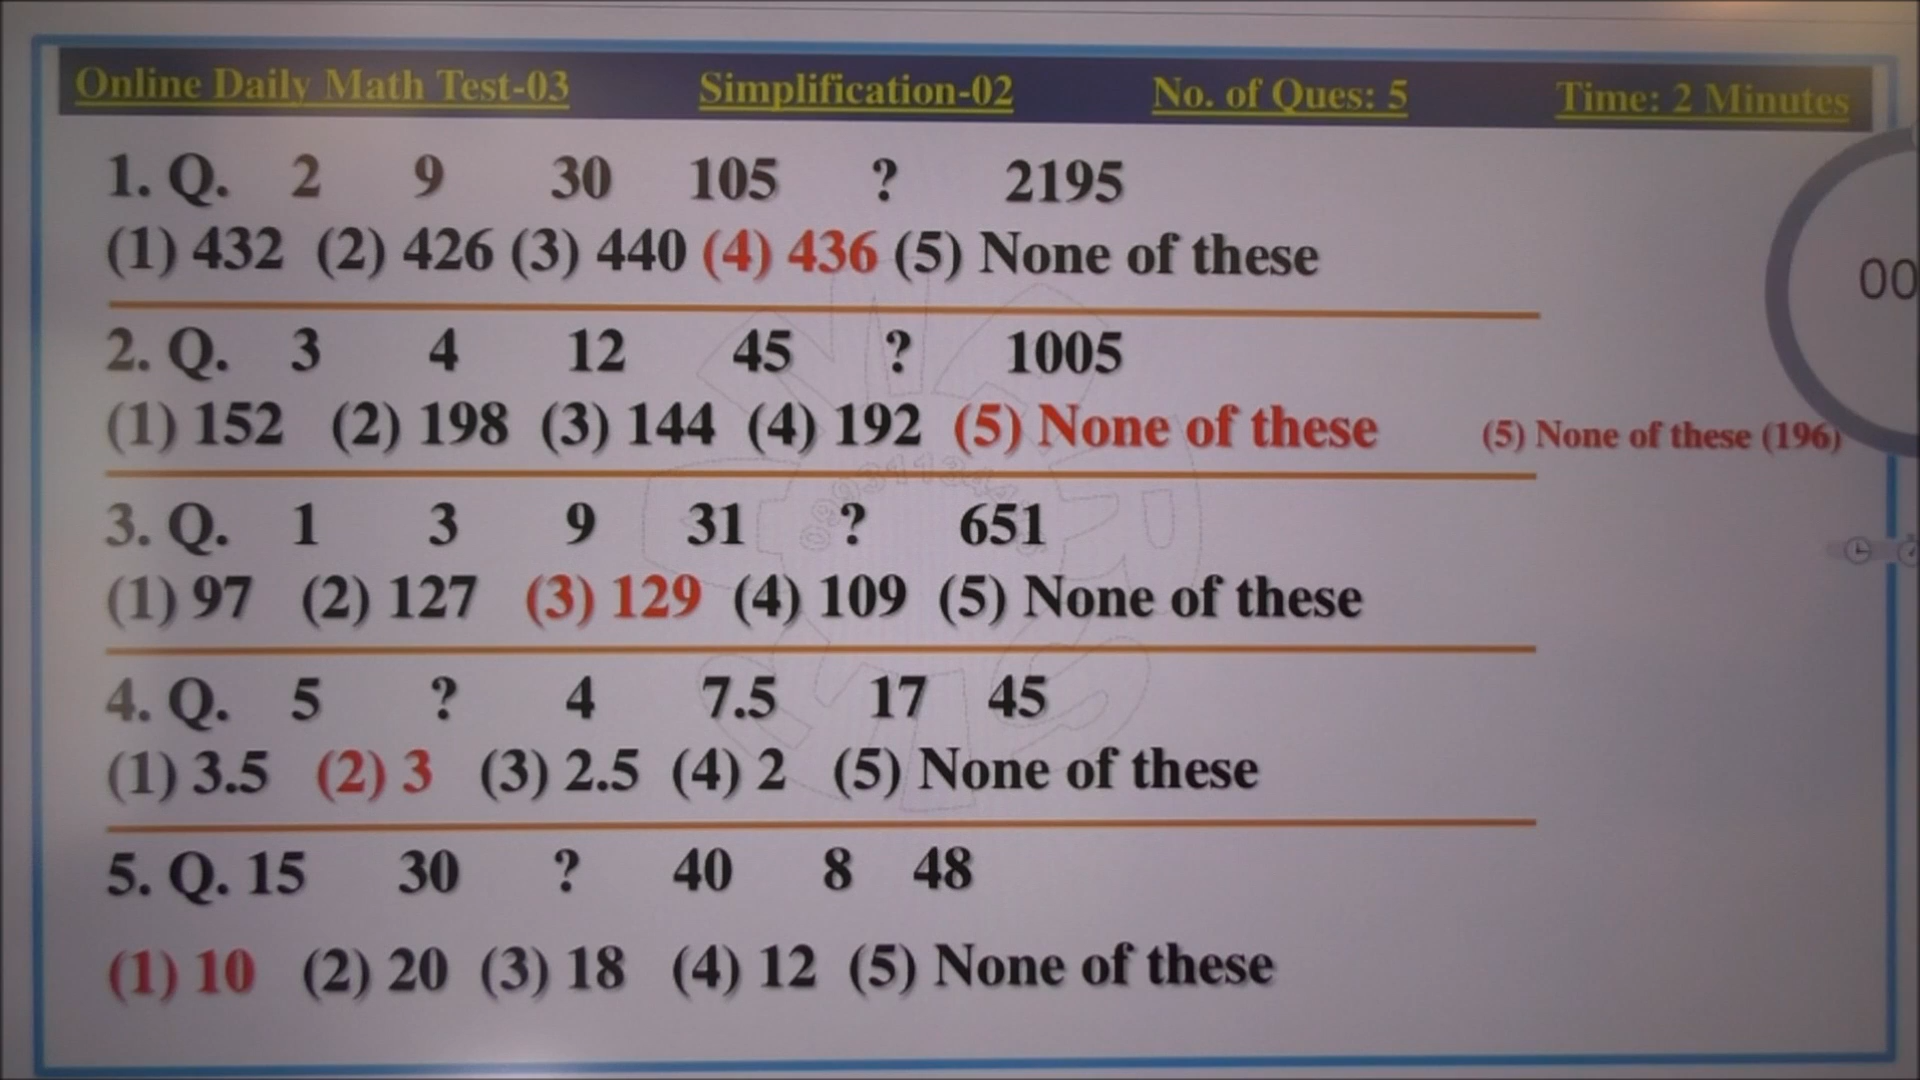 Online Daily Math Test-03 Simplification-02 No. of Ques: 5 Time: 2 Minutes
1. Q. 2 9 30 105 ? 2195
(1) 432 (2) 426 (3) 440 (4) 436 (5) None of these
00
2. Q. 3 4 12 45 ? 1005
(1) 152 (2) 198 (3) 144 (4) 192 (5) None of these (5) None of these (196)
3. Q. 1 3 9 31 ? 651
(1) 97 (2) 127 (3) 129 (4) 109 (5) None of these
4. Q. 5 ? 4 7.5 17 45
(1) 3.5 (2) 3 (3) 2.5 (4) 2 (5) None of these
5. Q. 15 30 ? 40 8 48
(1) 10 (2) 20 (3) 18 (4) 12 (5) None of these